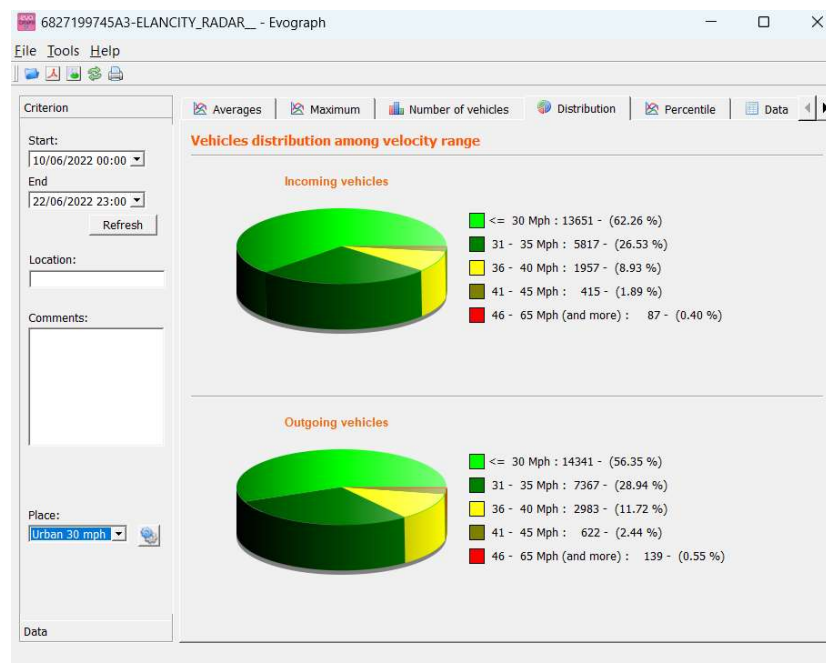 6827199745A3-ELANCITY_RADAR__ - Evograph
File Tools Help
Criterion
Averages Maximum Number of vehicles Distribution Percentile Data
Start:
10/06/2022 00:00
End
22/06/2022 23:00
Refresh
Location:
Comments:
Place:
Urban 30 mph
Data
Vehicles distribution among velocity range
Incoming vehicles
<= 30 Mph : 13651 - (62.26 %)
31 - 35 Mph : 5817 - (26.53 %)
36 - 40 Mph : 1957 - (8.93 %)
41 - 45 Mph : 415 - (1.89 %)
46 - 65 Mph (and more) : 87 - (0.40 %)
Outgoing vehicles
<= 30 Mph : 14341 - (56.35 %)
31 - 35 Mph : 7367 - (28.94 %)
36 - 40 Mph : 2983 - (11.72 %)
41 - 45 Mph : 622 - (2.44 %)
46 - 65 Mph (and more) : 139 - (0.55 %)